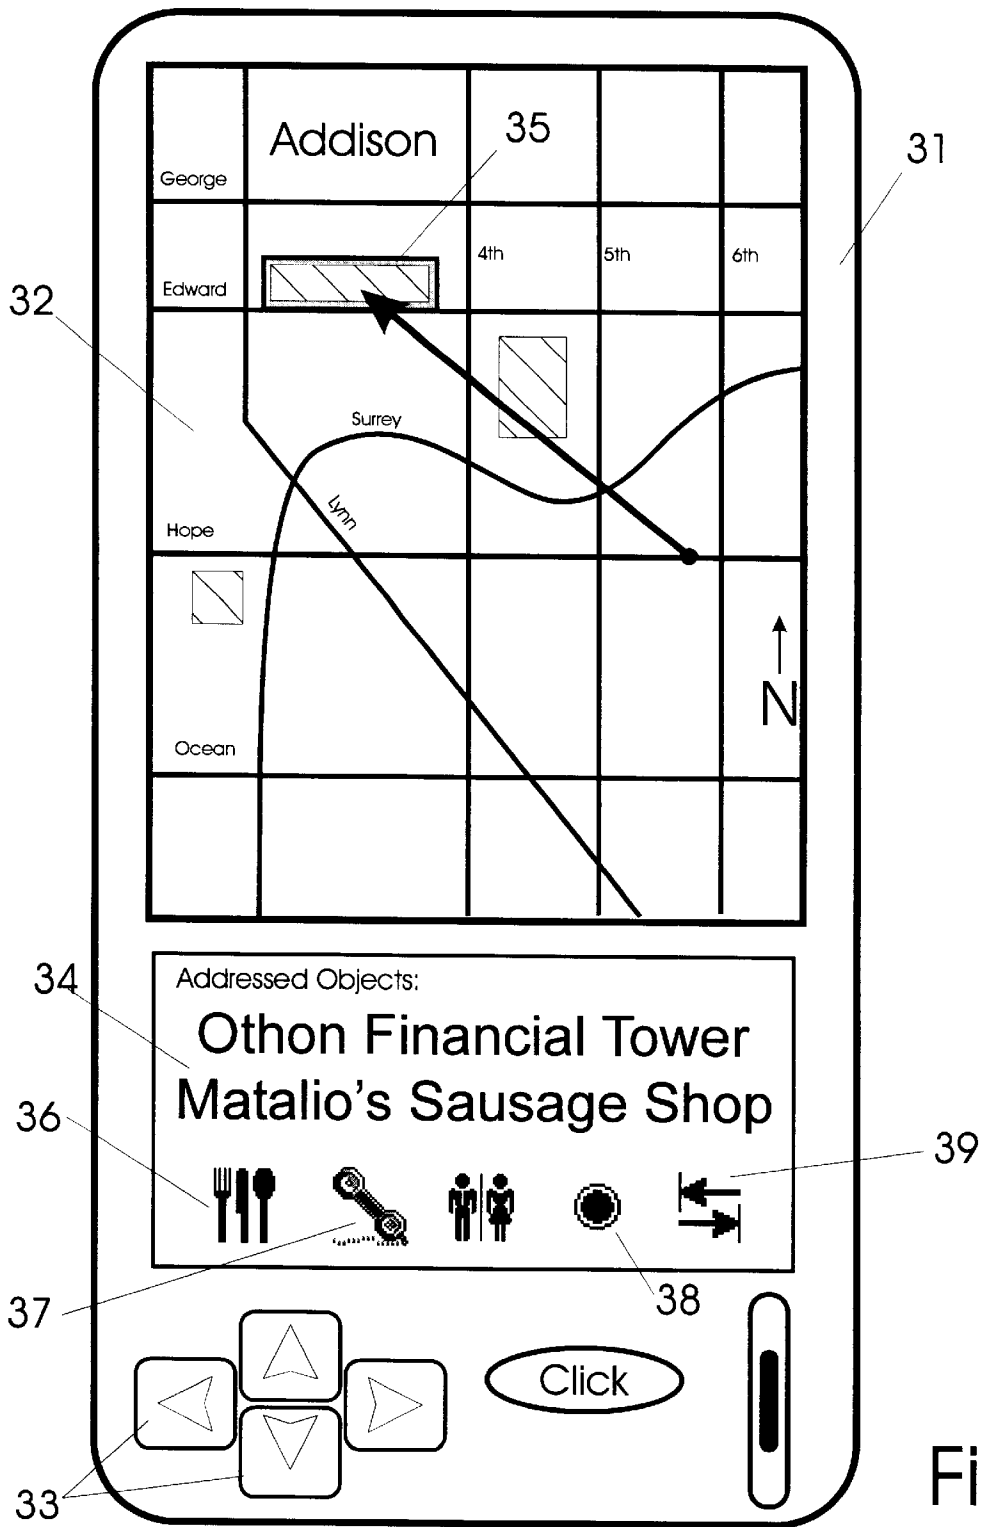 Addison
35
31
George
4th
5th
6th
Edward
32
Surrey
Lynn
Hope
N
Ocean
34
Addressed Objects:
Othon Financial Tower
Matalio's Sausage Shop
36
39
37
38
Click
33
Fi